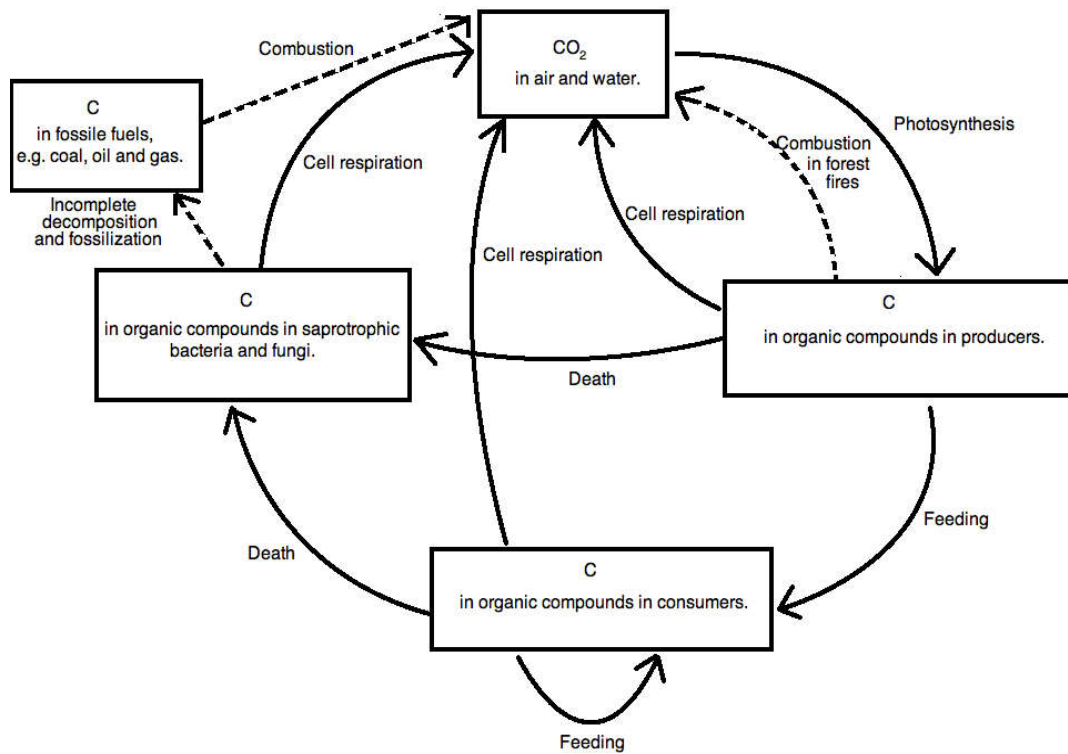 Combustion
CO₂
in air and water.
C
in fossile fuels,
e.g. coal, oil and gas.
Photosynthesis
Combustion
in forest
fires
Cell respiration
Incomplete
decomposition
and fossilization
Cell respiration
Cell respiration
C
in organic compounds in saprotrophic
bacteria and fungi.
C
in organic compounds in producers.
Death
Feeding
Death
C
in organic compounds in consumers.
Feeding